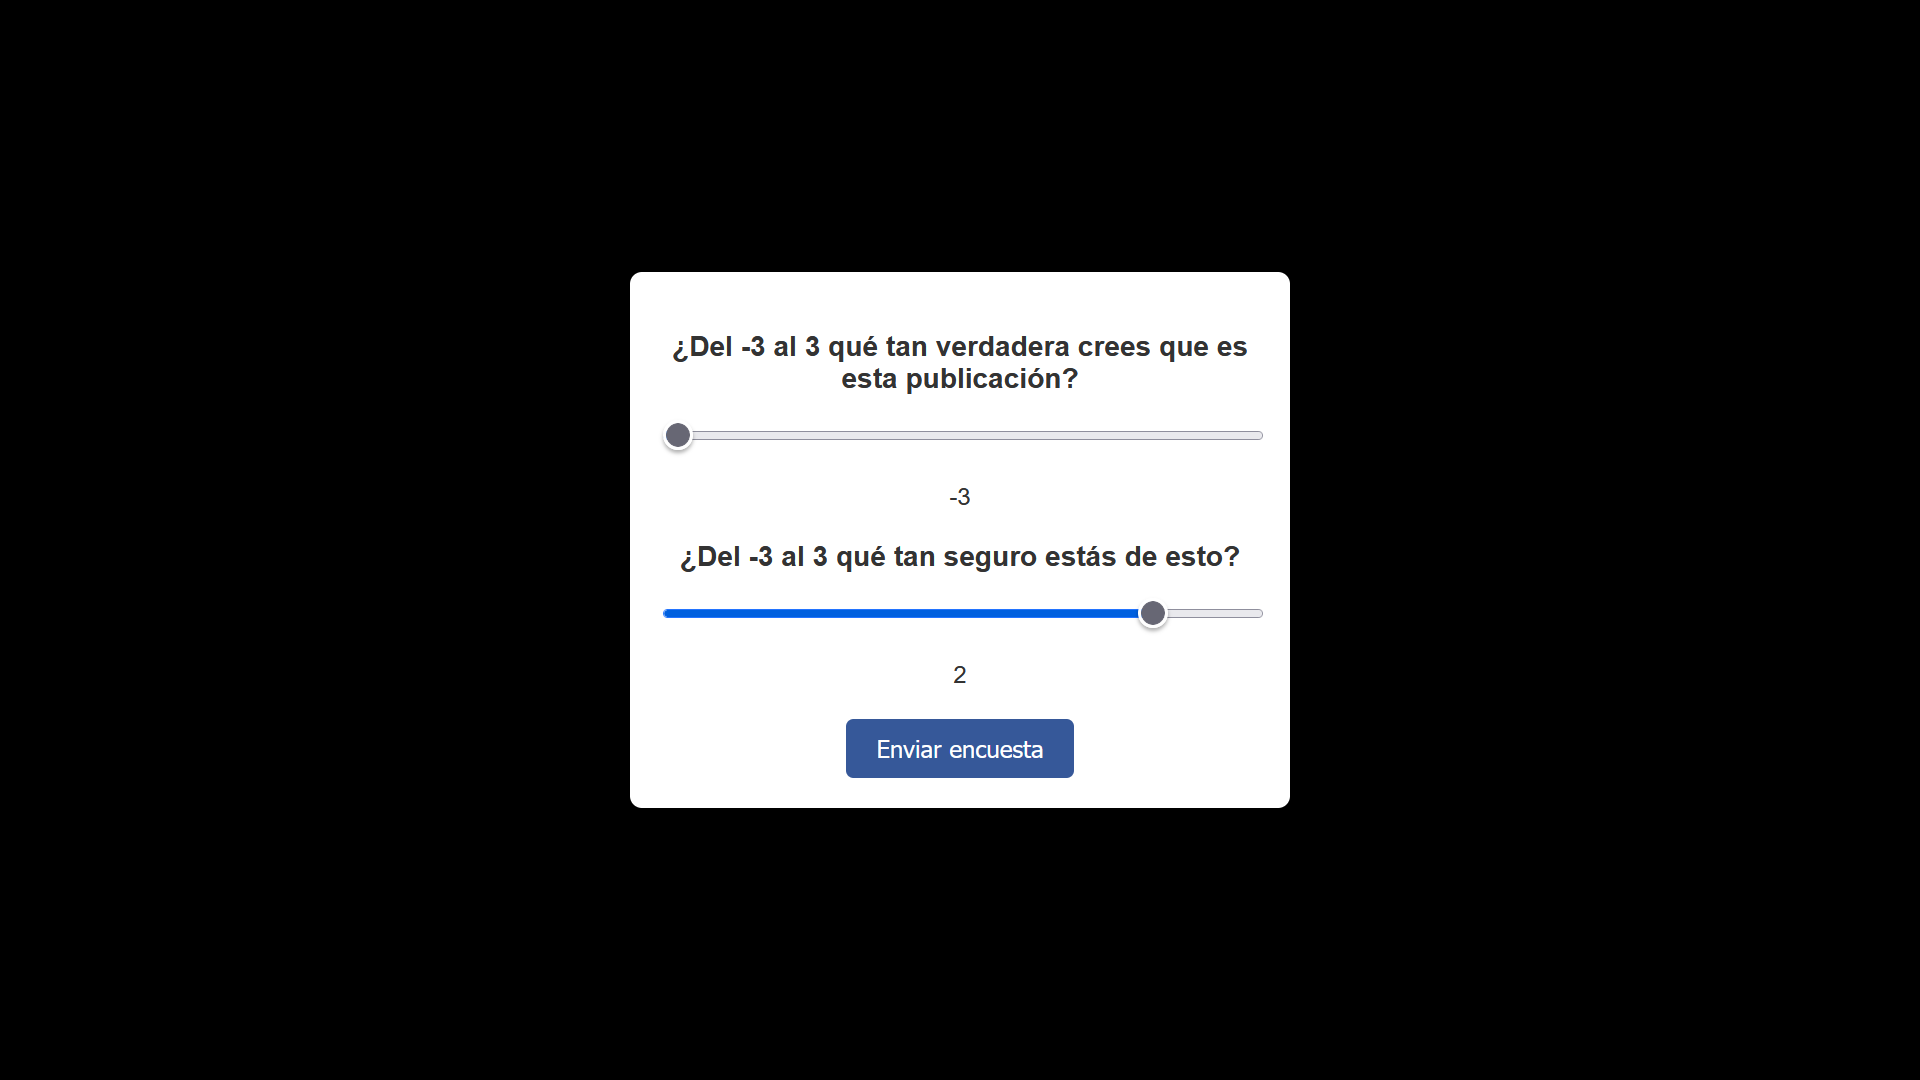 ¿Del -3 al 3 qué tan verdadera crees que es
esta publicación?
-3
¿Del -3 al 3 qué tan seguro estás de esto?
2
Enviar encuesta